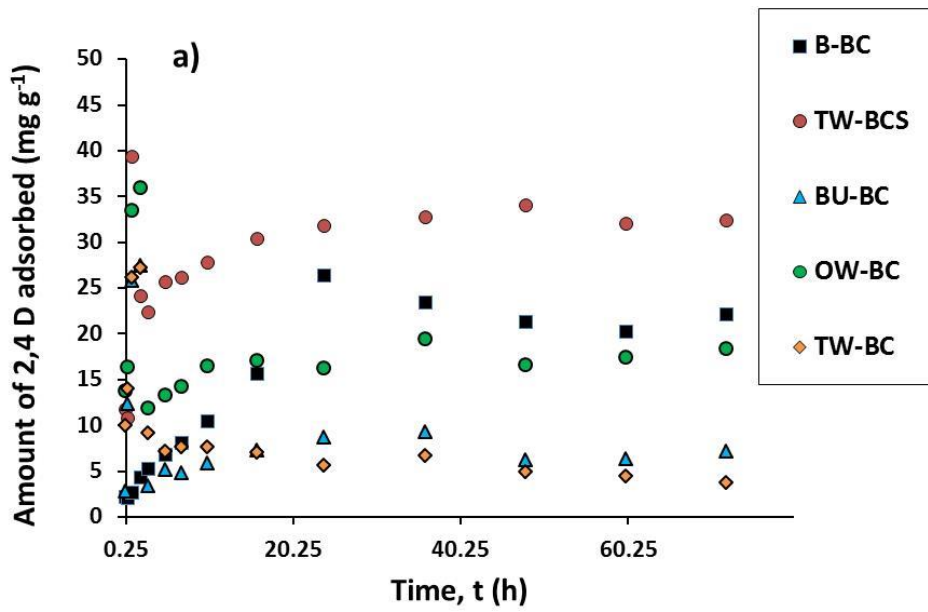 a)
Amount of 2,4 D adsorbed (mg g⁻¹)
50
45
40
35
30
25
20
15
10
5
0
0.25
20.25
40.25
60.25
Time, t (h)
B-BC
TW-BCS
BU-BC
OW-BC
TW-BC